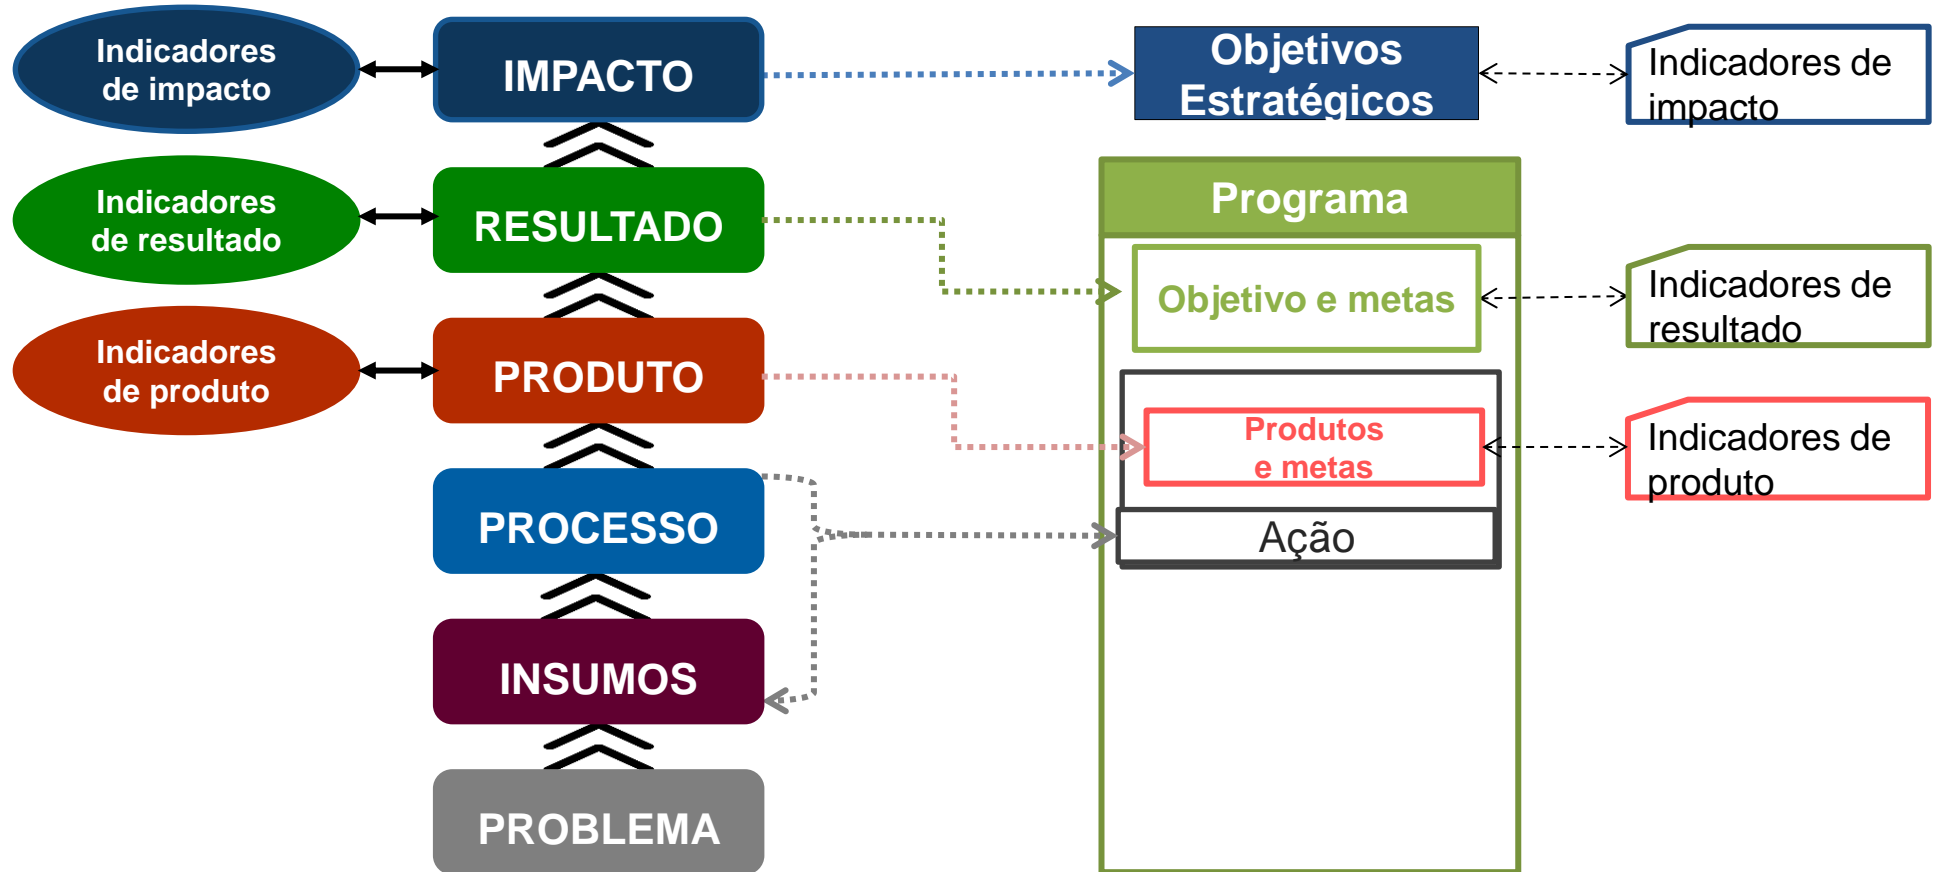 Indicadores
de impacto
IMPACTO
Objetivos
Estratégicos
Indicadores de
impacto
Indicadores
de resultado
RESULTADO
Programa
Objetivo e metas
Indicadores de
resultado
Indicadores
de produto
PRODUTO
Produtos
e metas
Indicadores de
produto
PROCESSO
Ação
INSUMOS
PROBLEMA